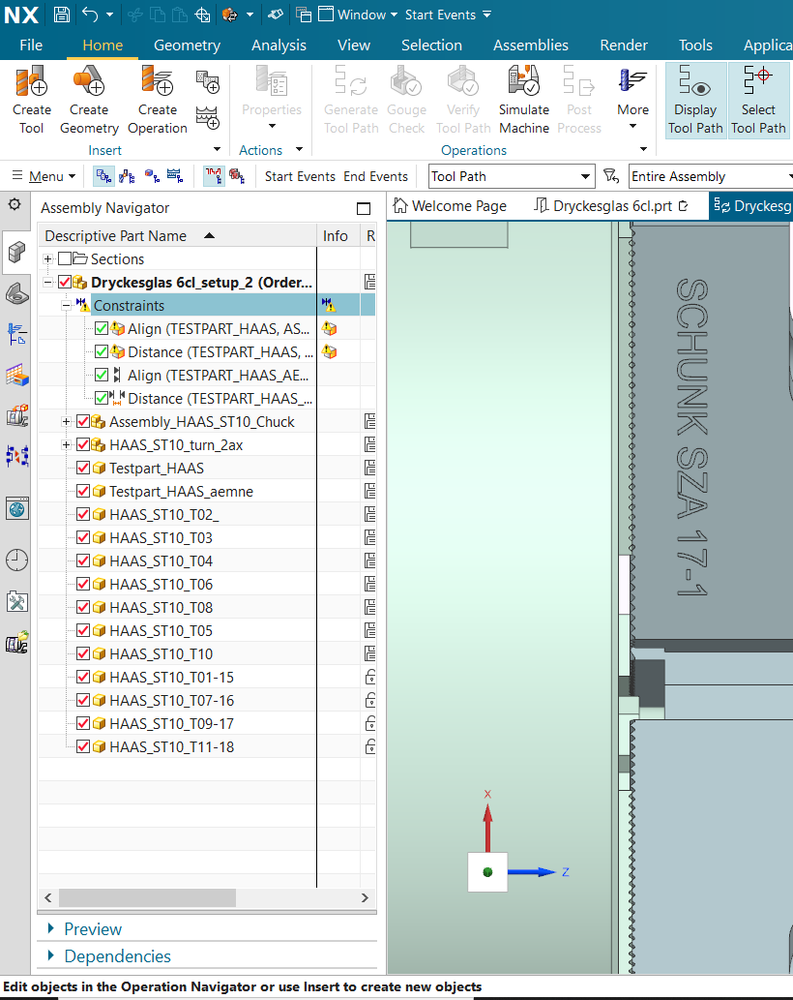 NX Window Start Events
File Home Geometry Analysis View Selection Assemblies Render Tools Applica
Create Tool Create Geometry Create Operation Properties Generate Tool Path Gouge Check Verify Tool Path Simulate Machine Post Process More Display Tool Path Select Tool Path
Insert Actions Operations
Menu Start Events End Events Tool Path Entire Assembly
Assembly Navigator
Welcome Page Dryckesglas 6cl.prt Dryckesg
Descriptive Part Name Info R
Sections
Dryckesglas 6cl_setup_2 (Order...
Constraints
Align (TESTPART_HAAS, AS...
Distance (TESTPART_HAAS, ...
Align (TESTPART_HAAS_AE...
Distance (TESTPART_HAAS_...
Assembly_HAAS_ST10_Chuck
HAAS_ST10_turn_2ax
Testpart_HAAS
Testpart_HAAS_aemne
HAAS_ST10_T02_
HAAS_ST10_T03
HAAS_ST10_T04
HAAS_ST10_T06
HAAS_ST10_T08
HAAS_ST10_T05
HAAS_ST10_T10
HAAS_ST10_T01-15
HAAS_ST10_T07-16
HAAS_ST10_T09-17
HAAS_ST10_T11-18
SCHUNK SZA 17-1
X
Z
Preview
Dependencies
Edit objects in the Operation Navigator or use Insert to create new objects